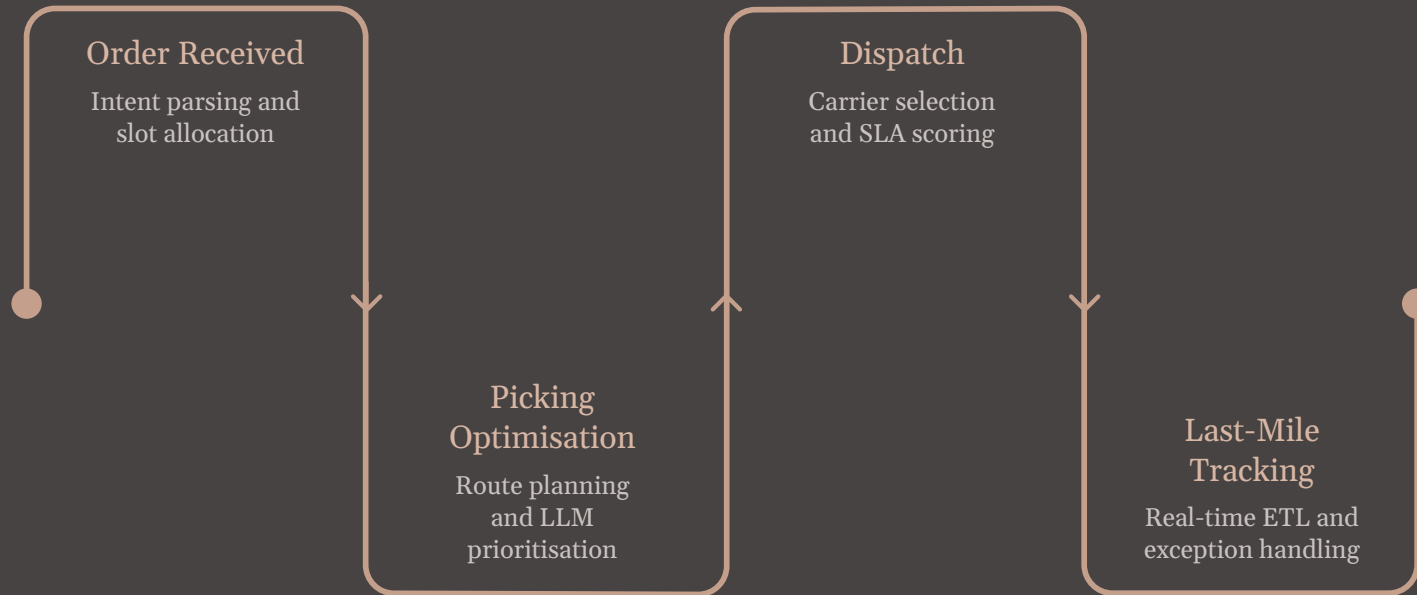 Order Received
Intent parsing and
slot allocation
Picking
Optimisation
Route planning
and LLM
prioritisation
Dispatch
Carrier selection
and SLA scoring
Last-Mile
Tracking
Real-time ETL and
exception handling